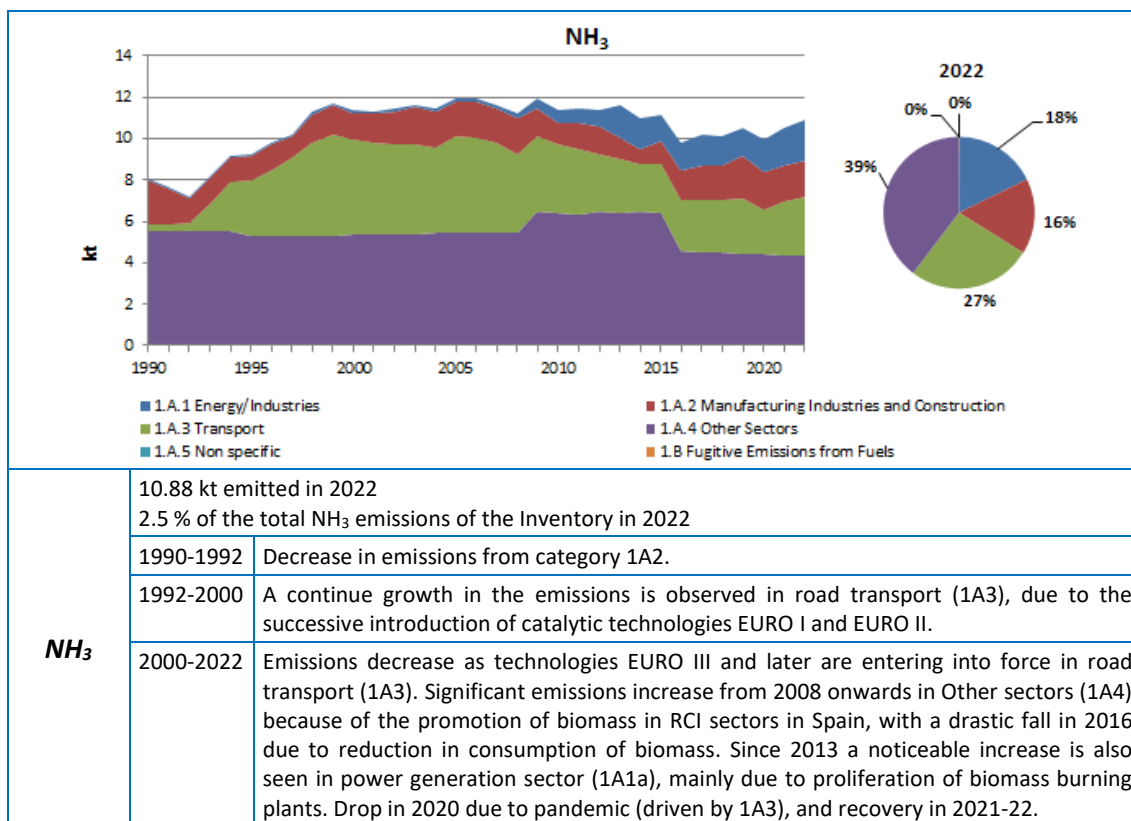 NH₃
14
12
10
8
6
4
2
0
kt
1990
1995
2000
2005
2010
2015
2020
2022
0%
0%
18%
39%
16%
27%
1.A.1 Energy/Industries
1.A.2 Manufacturing Industries and Construction
1.A.3 Transport
1.A.4 Other Sectors
1.A.5 Non specific
1.B Fugitive Emissions from Fuels
NH₃
10.88 kt emitted in 2022
2.5 % of the total NH₃ emissions of the Inventory in 2022
1990-1992
Decrease in emissions from category 1A2.
1992-2000
A continue growth in the emissions is observed in road transport (1A3), due to the
successive introduction of catalytic technologies EURO I and EURO II.
2000-2022
Emissions decrease as technologies EURO III and later are entering into force in road
transport (1A3). Significant emissions increase from 2008 onwards in Other sectors (1A4)
because of the promotion of biomass in RCI sectors in Spain, with a drastic fall in 2016
due to reduction in consumption of biomass. Since 2013 a noticeable increase is also
seen in power generation sector (1A1a), mainly due to proliferation of biomass burning
plants. Drop in 2020 due to pandemic (driven by 1A3), and recovery in 2021-22.